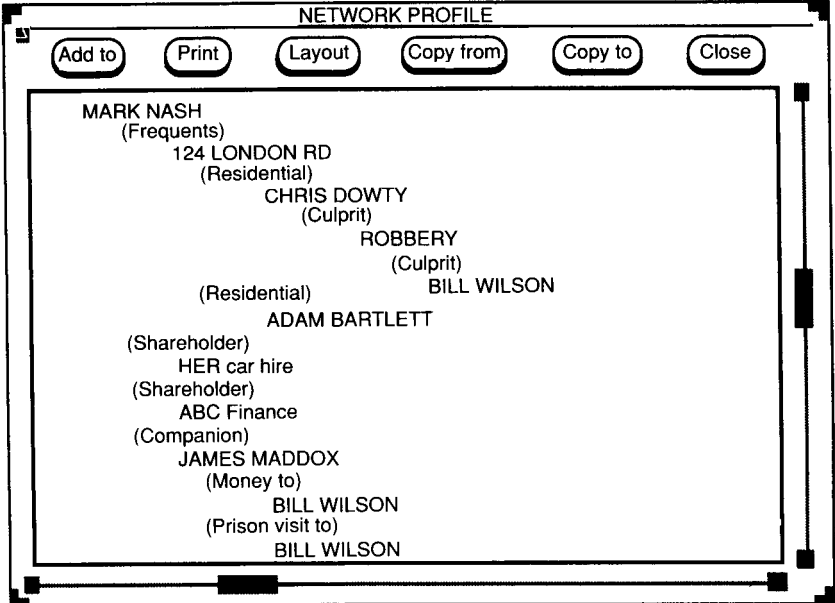 NETWORK PROFILE
Add to Print Layout Copy from Copy to Close
MARK NASH
(Frequents)
124 LONDON RD
(Residential)
CHRIS DOWTY
(Culprit)
ROBBERY
(Culprit)
BILL WILSON
(Residential)
ADAM BARTLETT
(Shareholder)
HER car hire
(Shareholder)
ABC Finance
(Companion)
JAMES MADDOX
(Money to)
BILL WILSON
(Prison visit to)
BILL WILSON